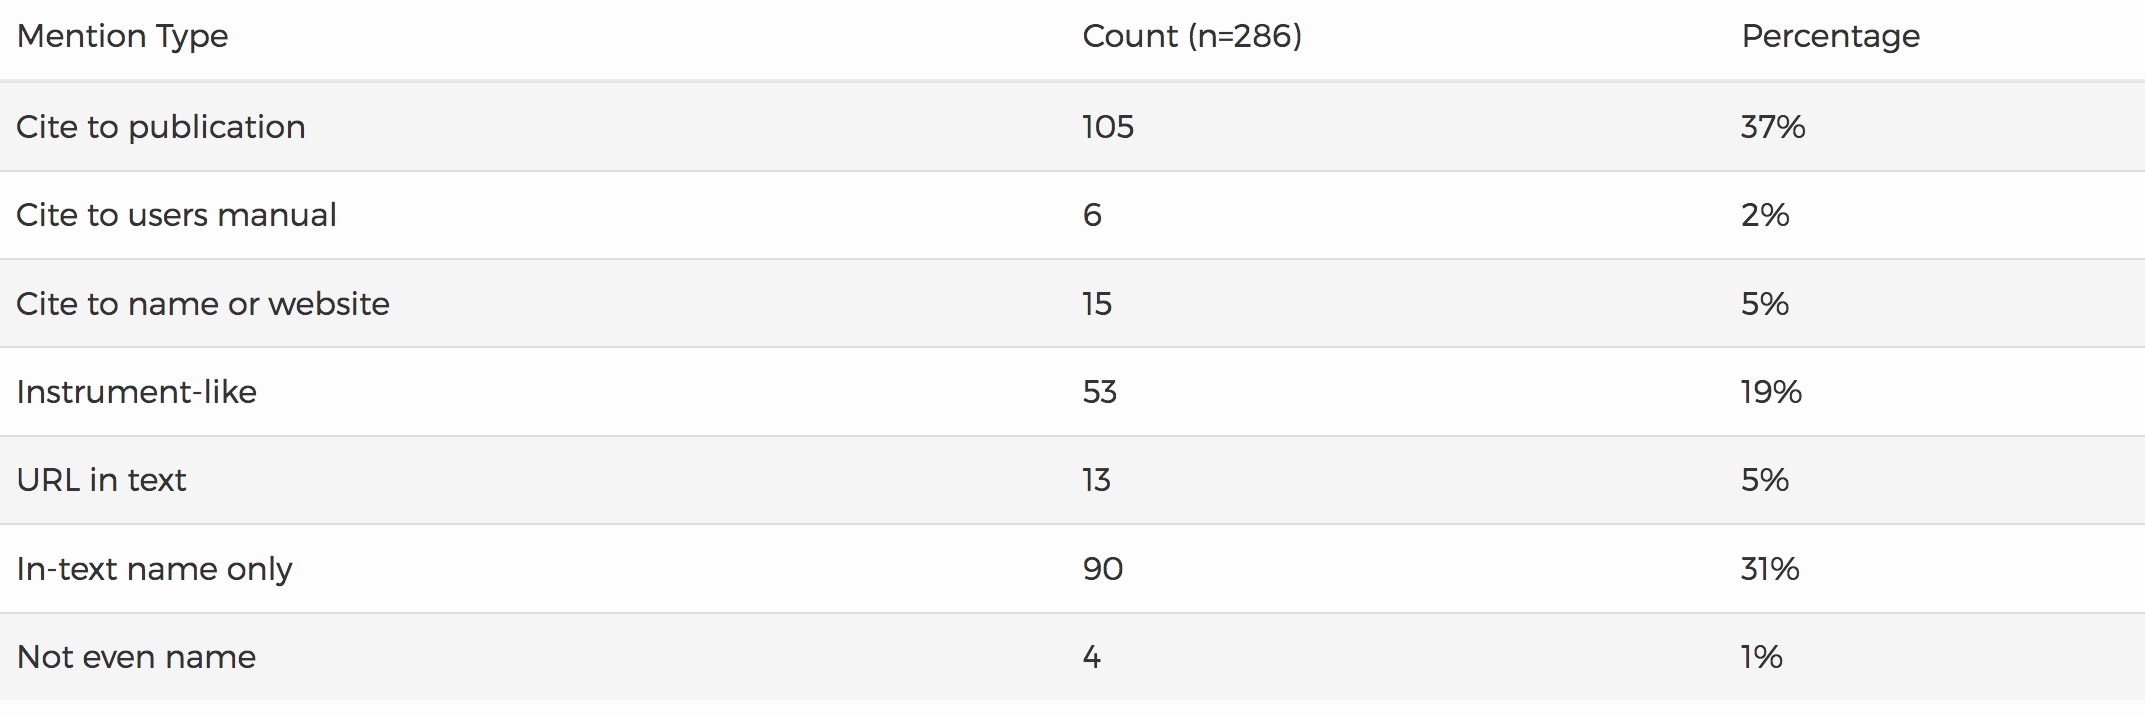 Mention Type Count (n=286) Percentage
Cite to publication 105 37%
Cite to users manual 6 2%
Cite to name or website 15 5%
Instrument-like 53 19%
URL in text 13 5%
In-text name only 90 31%
Not even name 4 1%